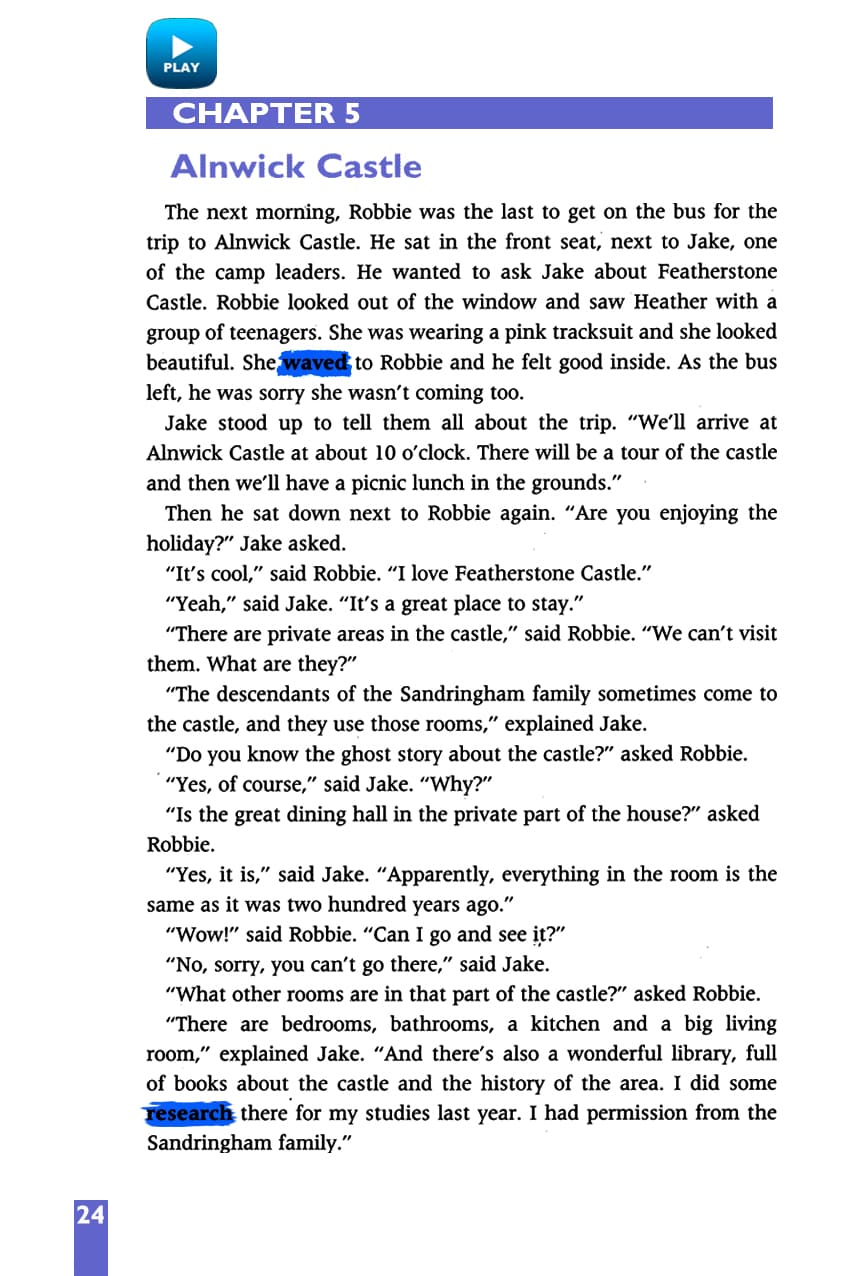 PLAY
CHAPTER 5
Alnwick Castle
The next morning, Robbie was the last to get on the bus for the
trip to Alnwick Castle. He sat in the front seat, next to Jake, one
of the camp leaders. He wanted to ask Jake about Featherstone
Castle. Robbie looked out of the window and saw Heather with a
group of teenagers. She was wearing a pink tracksuit and she looked
beautiful. She waved to Robbie and he felt good inside. As the bus
left, he was sorry she wasn't coming too.
Jake stood up to tell them all about the trip. “We'll arrive at
Alnwick Castle at about 10 o'clock. There will be a tour of the castle
and then we'll have a picnic lunch in the grounds.”
Then he sat down next to Robbie again. “Are you enjoying the
holiday?” Jake asked.
“It's cool,” said Robbie. “I love Featherstone Castle.”
“Yeah,” said Jake. “It's a great place to stay.”
“There are private areas in the castle,” said Robbie. “We can't visit
them. What are they?”
“The descendants of the Sandringham family sometimes come to
the castle, and they use those rooms,” explained Jake.
“Do you know the ghost story about the castle?” asked Robbie.
“Yes, of course,” said Jake. “Why?”
“Is the great dining hall in the private part of the house?” asked
Robbie.
“Yes, it is,” said Jake. “Apparently, everything in the room is the
same as it was two hundred years ago.”
“Wow!” said Robbie. “Can I go and see it?”
“No, sorry, you can't go there,” said Jake.
“What other rooms are in that part of the castle?” asked Robbie.
“There are bedrooms, bathrooms, a kitchen and a big living
room,” explained Jake. “And there's also a wonderful library, full
of books about the castle and the history of the area. I did some
research there for my studies last year. I had permission from the
Sandringham family.”
24